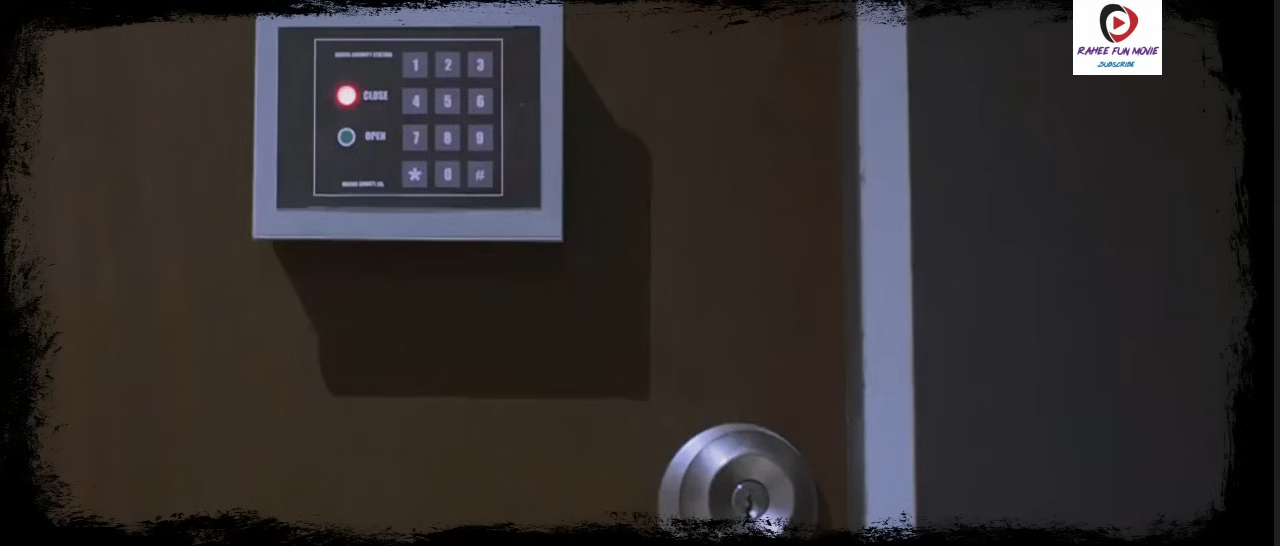 CLOSE
OPEN
1 2 3
4 5 6
7 8 9
* 0 #
RAHEE FUN MOVIE
SUBSCRIBE